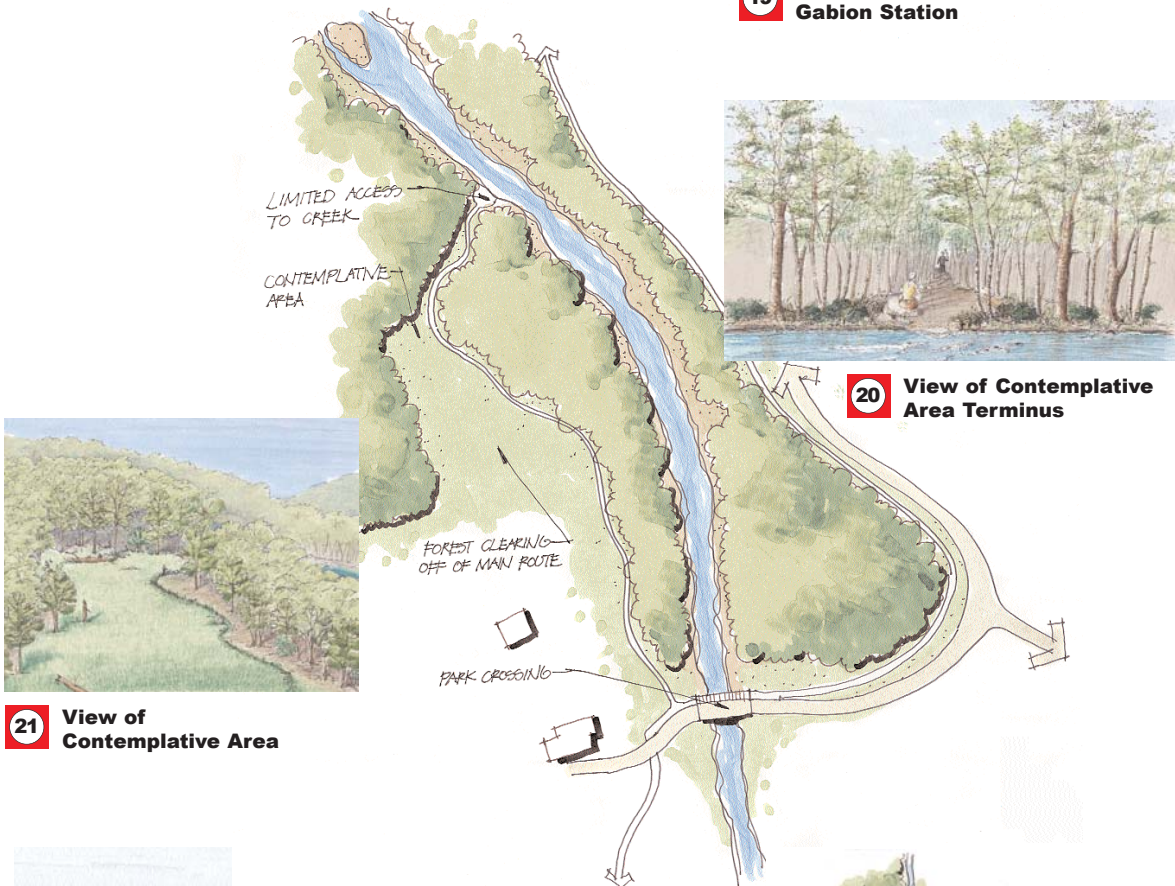 19
Gabion Station
LIMITED ACCESS
TO CREEK
CONTEMPLATIVE
AREA
20
View of Contemplative
Area Terminus
FOREST CLEARING
OFF OF MAIN ROUTE
PARK CROSSING
21
View of
Contemplative Area